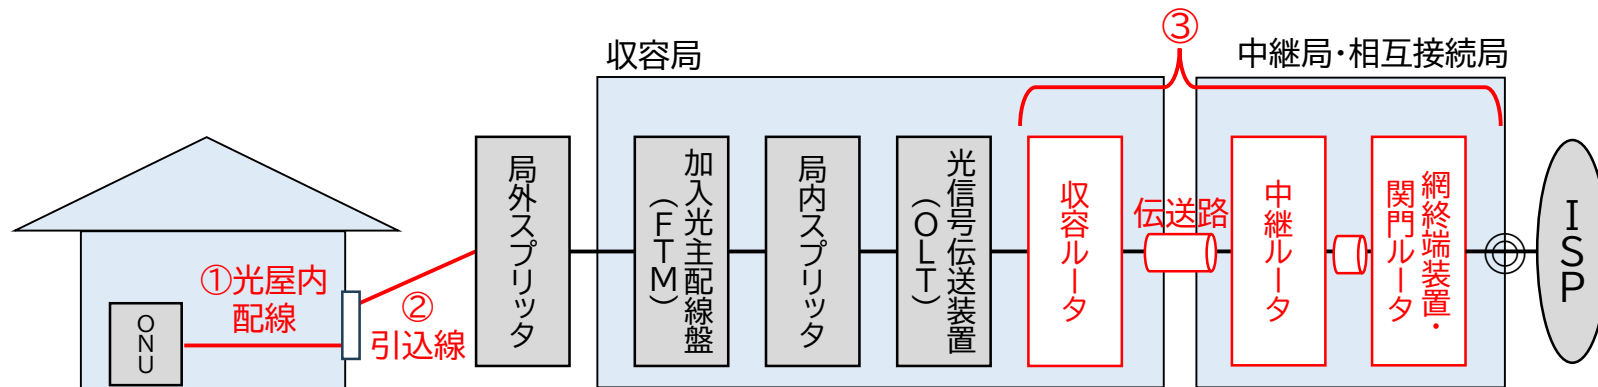 ③
収容局
中継局・相互接続局
ONU
①光屋内
配線
②
引込線
局外スプリッタ
加入光主配線盤
(FTM)
局内スプリッタ
光信号伝送装置
(OLT)
収容ルータ
伝送路
中継ルータ
網終端装置・
関門ルータ
ISP